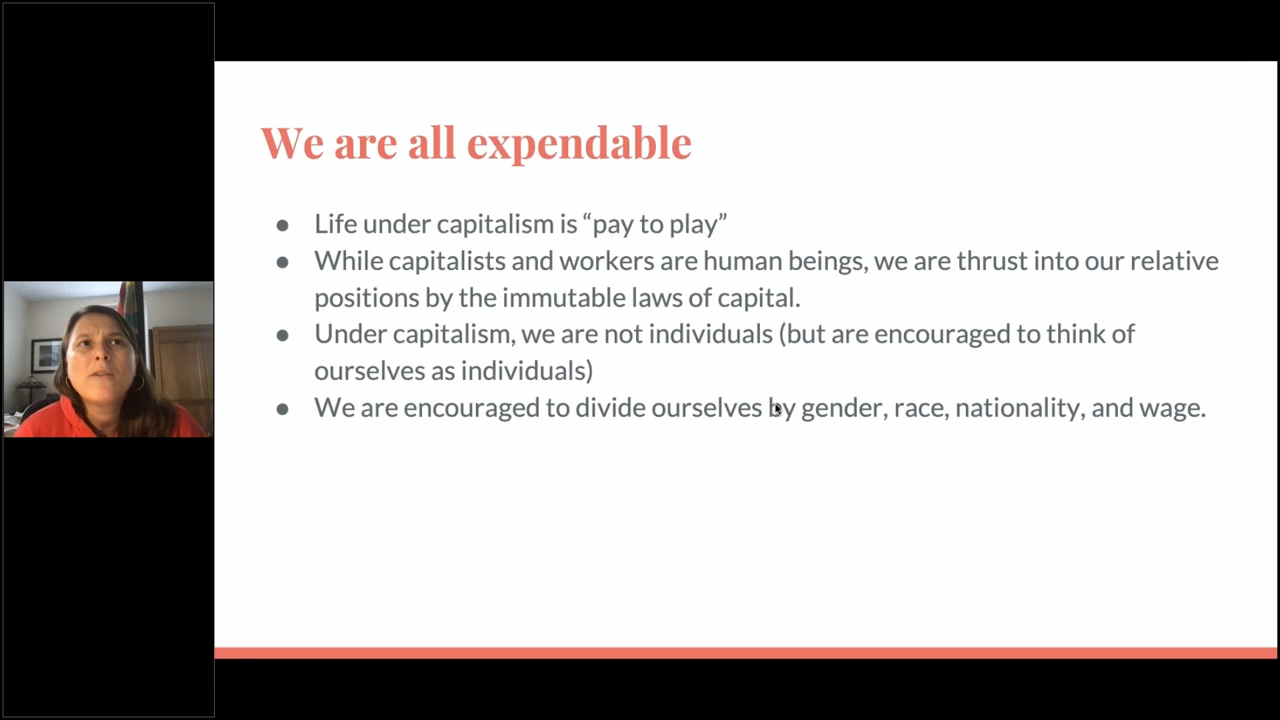 We are all expendable
● Life under capitalism is “pay to play”
● While capitalists and workers are human beings, we are thrust into our relative
positions by the immutable laws of capital.
● Under capitalism, we are not individuals (but are encouraged to think of
ourselves as individuals)
● We are encouraged to divide ourselves by gender, race, nationality, and wage.